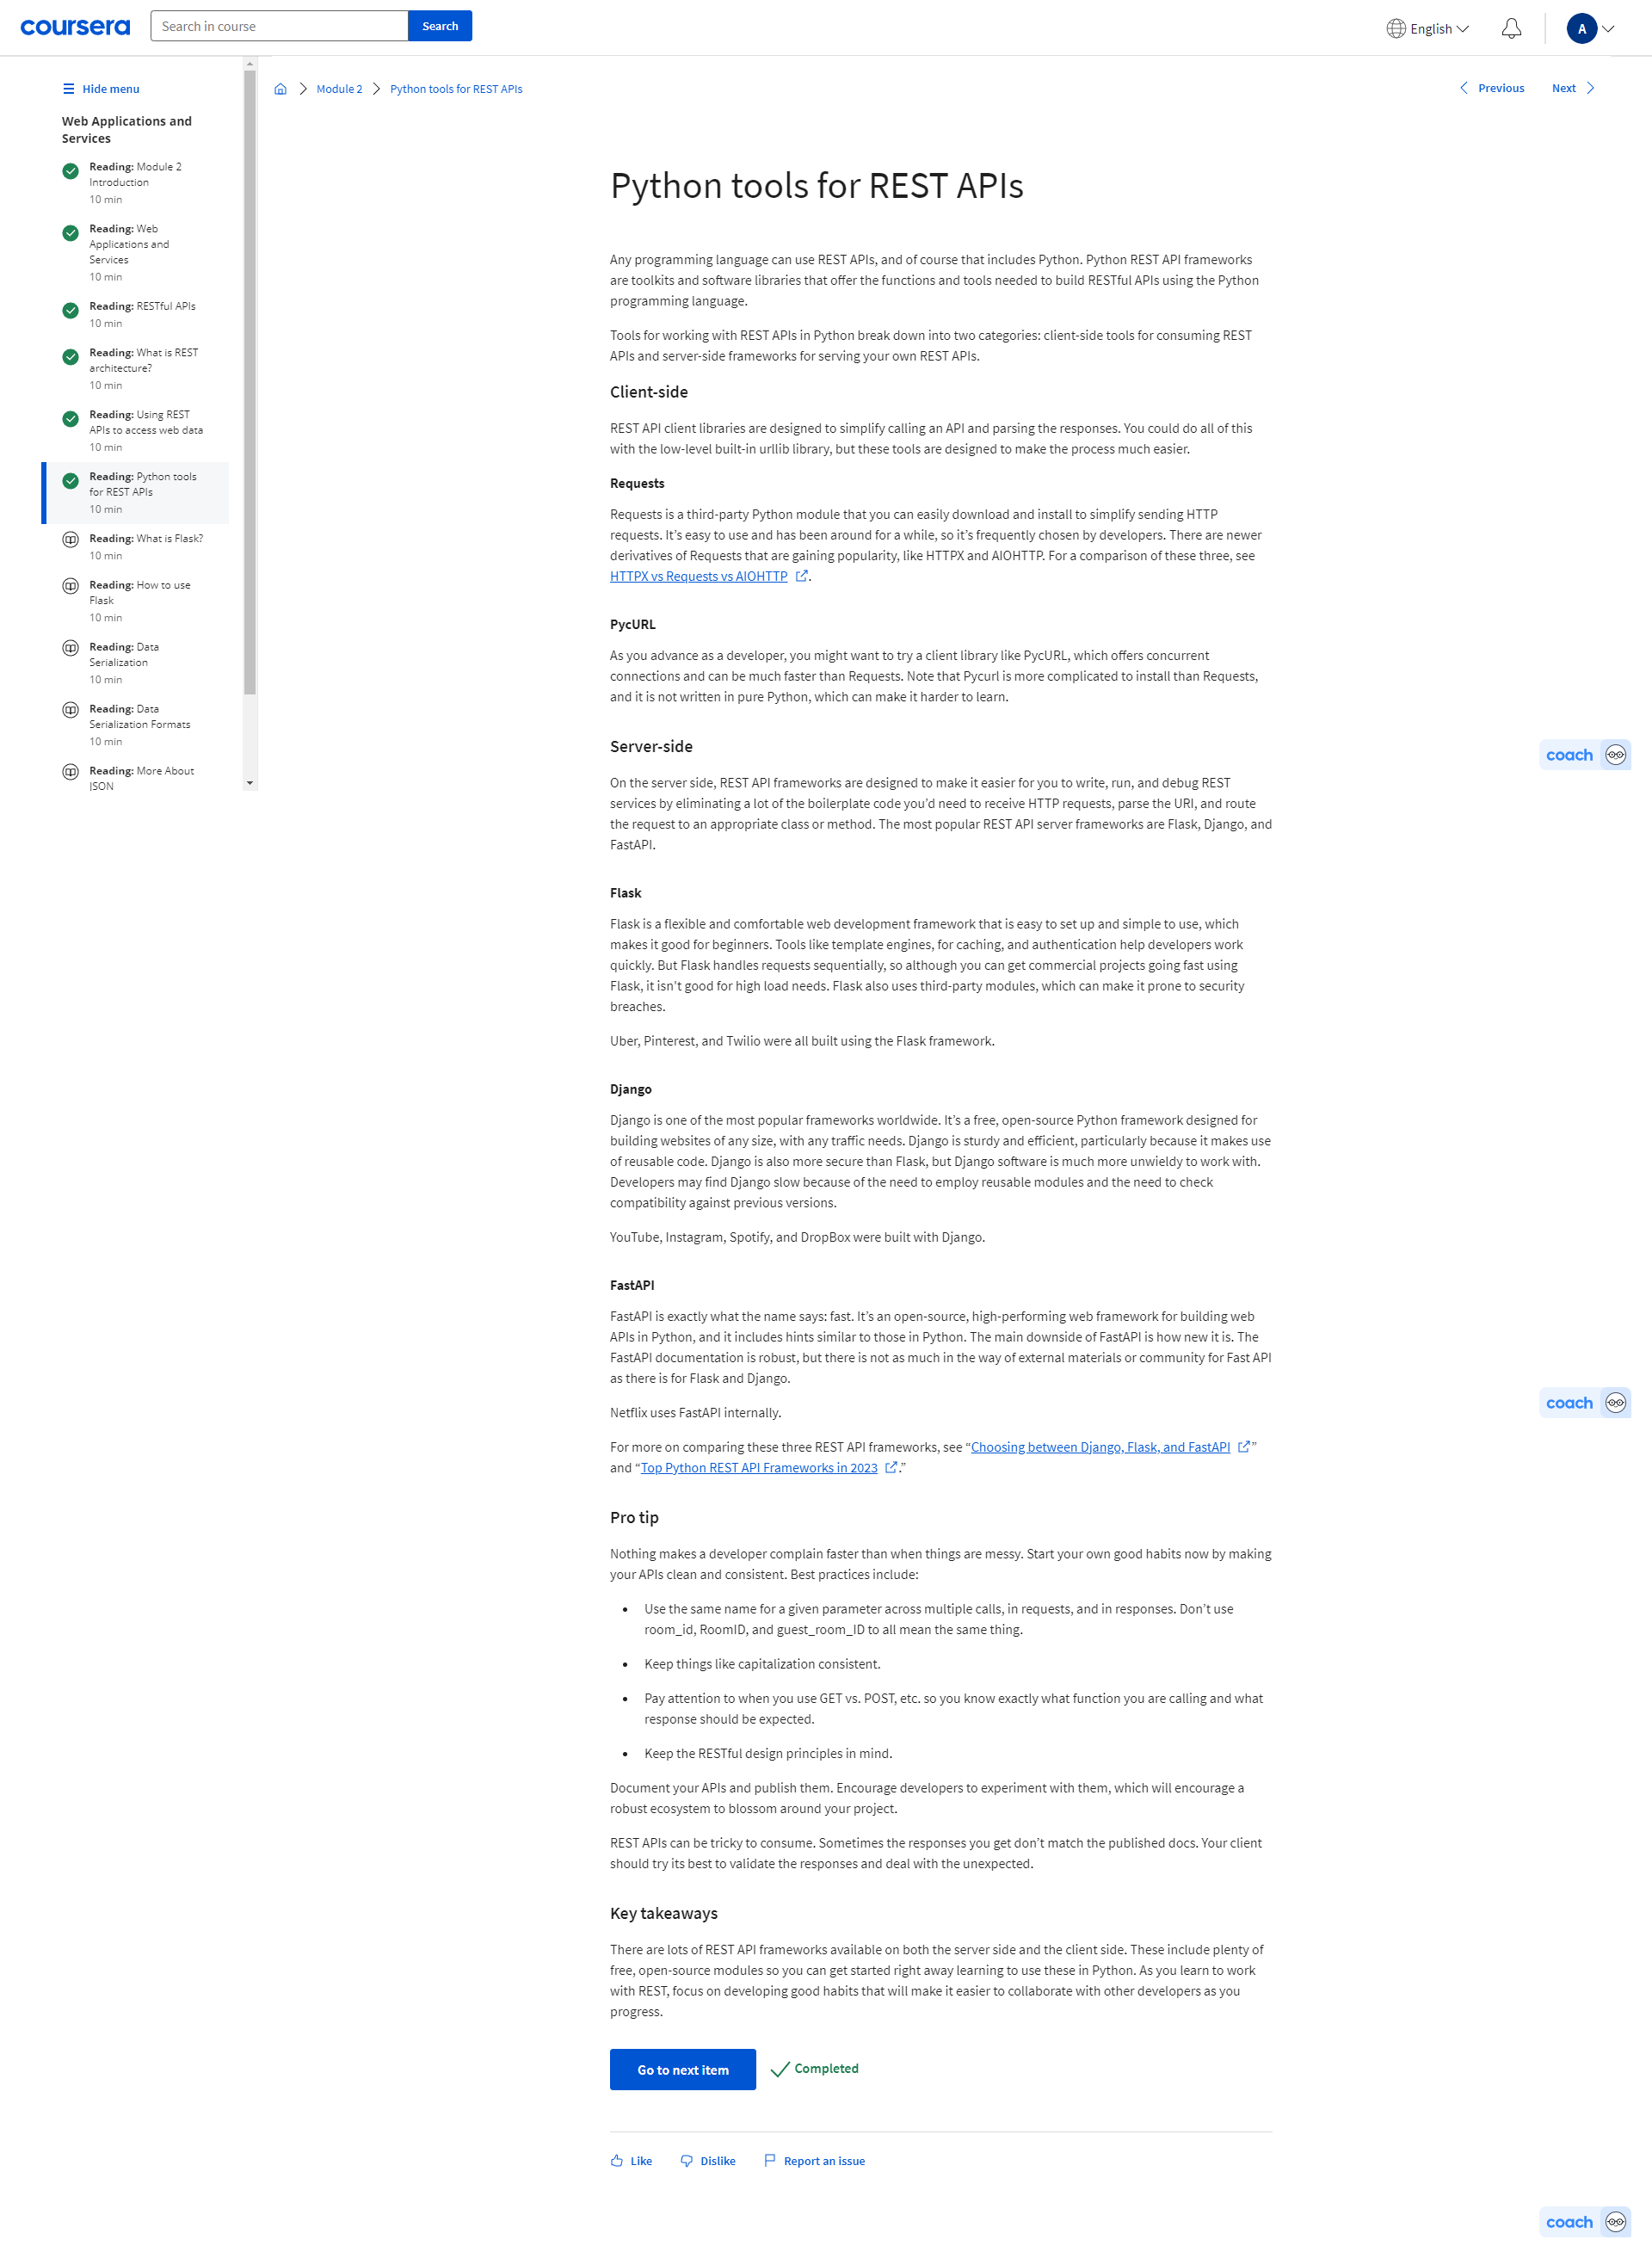 coursera
Search in course
Search
English
A
Hide menu
Web Applications and
Services
Reading: Module 2
Introduction
10 min
Reading: Web
Applications and
Services
10 min
Reading: RESTful APIs
10 min
Reading: What is REST
architecture?
10 min
Reading: Using REST
APIs to access web data
10 min
Reading: Python tools
for REST APIs
10 min
Reading: What is Flask?
10 min
Reading: How to use
Flask
10 min
Reading: Data
Serialization
10 min
Reading: Data
Serialization Formats
10 min
Reading: More About
JSON
Module 2
Python tools for REST APIs
Previous
Next
Python tools for REST APIs
Any programming language can use REST APIs, and of course that includes Python. Python REST API frameworks
are toolkits and software libraries that offer the functions and tools needed to build RESTful APIs using the Python
programming language.
Tools for working with REST APIs in Python break down into two categories: client-side tools for consuming REST
APIs and server-side frameworks for serving your own REST APIs.
Client-side
REST API client libraries are designed to simplify calling an API and parsing the responses. You could do all of this
with the low-level built-in urllib library, but these tools are designed to make the process much easier.
Requests
Requests is a third-party Python module that you can easily download and install to simplify sending HTTP
requests. It’s easy to use and has been around for a while, so it’s frequently chosen by developers. There are newer
derivatives of Requests that are gaining popularity, like HTTPX and AIOHTTP. For a comparison of these three, see
HTTPX vs Requests vs AIOHTTP .
PycURL
As you advance as a developer, you might want to try a client library like PycURL, which offers concurrent
connections and can be much faster than Requests. Note that Pycurl is more complicated to install than Requests,
and it is not written in pure Python, which can make it harder to learn.
Server-side
On the server side, REST API frameworks are designed to make it easier for you to write, run, and debug REST
services by eliminating a lot of the boilerplate code you’d need to receive HTTP requests, parse the URI, and route
the request to an appropriate class or method. The most popular REST API server frameworks are Flask, Django, and
FastAPI.
Flask
Flask is a flexible and comfortable web development framework that is easy to set up and simple to use, which
makes it good for beginners. Tools like template engines, for caching, and authentication help developers work
quickly. But Flask handles requests sequentially, so although you can get commercial projects going fast using
Flask, it isn't good for high load needs. Flask also uses third-party modules, which can make it prone to security
breaches.
Uber, Pinterest, and Twilio were all built using the Flask framework.
Django
Django is one of the most popular frameworks worldwide. It’s a free, open-source Python framework designed for
building websites of any size, with any traffic needs. Django is sturdy and efficient, particularly because it makes use
of reusable code. Django is also more secure than Flask, but Django software is much more unwieldy to work with.
Developers may find Django slow because of the need to employ reusable modules and the need to check
compatibility against previous versions.
YouTube, Instagram, Spotify, and DropBox were built with Django.
FastAPI
FastAPI is exactly what the name says: fast. It’s an open-source, high-performing web framework for building web
APIs in Python, and it includes hints similar to those in Python. The main downside of FastAPI is how new it is. The
FastAPI documentation is robust, but there is not as much in the way of external materials or community for Fast API
as there is for Flask and Django.
Netflix uses FastAPI internally.
For more on comparing these three REST API frameworks, see “Choosing between Django, Flask, and FastAPI ”
and “Top Python REST API Frameworks in 2023 .”
Pro tip
Nothing makes a developer complain faster than when things are messy. Start your own good habits now by making
your APIs clean and consistent. Best practices include:
• Use the same name for a given parameter across multiple calls, in requests, and in responses. Don’t use
room_id, RoomID, and guest_room_ID to all mean the same thing.
• Keep things like capitalization consistent.
• Pay attention to when you use GET vs. POST, etc. so you know exactly what function you are calling and what
response should be expected.
• Keep the RESTful design principles in mind.
Document your APIs and publish them. Encourage developers to experiment with them, which will encourage a
robust ecosystem to blossom around your project.
REST APIs can be tricky to consume. Sometimes the responses you get don’t match the published docs. Your client
should try its best to validate the responses and deal with the unexpected.
Key takeaways
There are lots of REST API frameworks available on both the server side and the client side. These include plenty of
free, open-source modules so you can get started right away learning to use these in Python. As you learn to work
with REST, focus on developing good habits that will make it easier to collaborate with other developers as you
progress.
Go to next item
Completed
Like
Dislike
Report an issue
coach
coach
coach